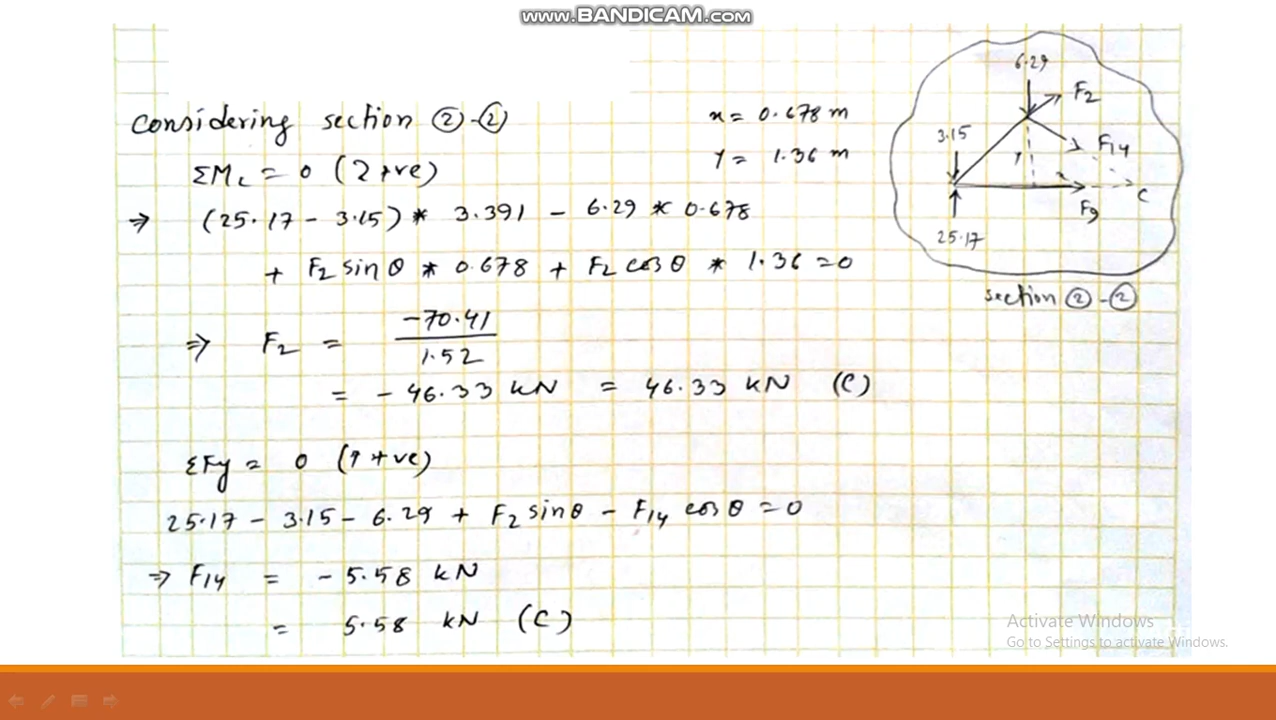 www.BANDICAM.com
Considering section ②-②
ΣM_c = 0 (↻ +ve)
⇒ (25.17 - 3.15) * 3.391 - 6.29 * 0.678
+ F₂ sinθ * 0.678 + F₂ cosθ * 1.36 = 0
⇒ F₂ = -70.41 / 1.52
= - 46.33 kN = 46.33 kN (C)
ΣFy = 0 (↑ +ve)
25.17 - 3.15 - 6.29 + F₂ sinθ - F₁₄ cosθ = 0
⇒ F₁₄ = - 5.58 kN
= 5.58 kN (C)
x = 0.678 m
y = 1.36 m
6.29
F₂
3.15
F₁₄
y
x
C
F₉
25.17
section ②-②
Activate Windows
Go to Settings to activate Windows.